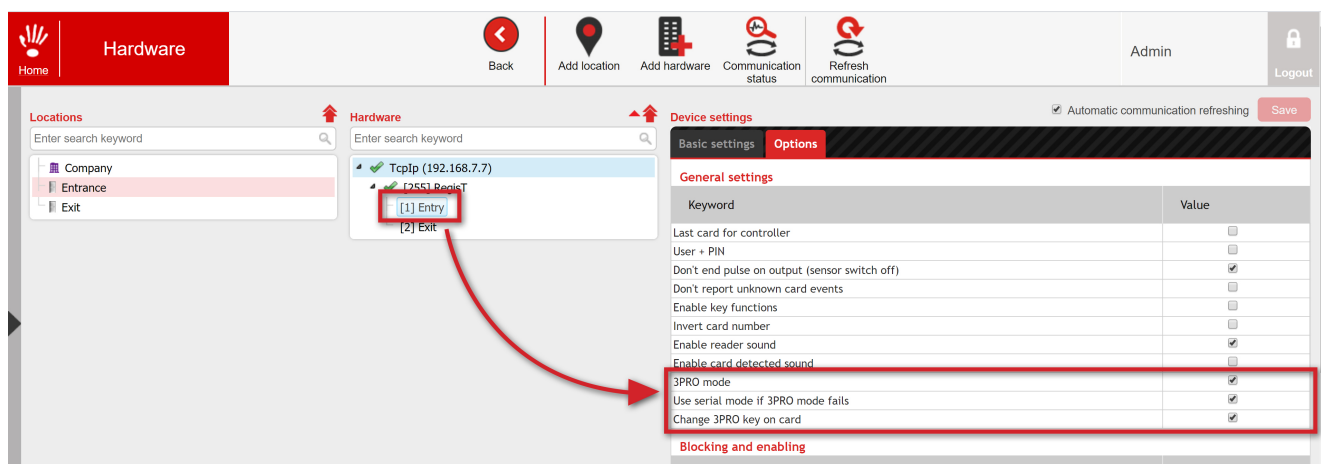 Home
Hardware
Back
Add location
Add hardware
Communication
status
Refresh
communication
Admin
Logout
Locations
Enter search keyword
Company
Entrance
Exit
Hardware
Enter search keyword
TcpIp (192.168.7.7)
[255] RegisT
[1] Entry
[2] Exit
Device settings
Automatic communication refreshing
Save
Basic settings Options
General settings
Keyword Value
Last card for controller
User + PIN
Don't end pulse on output (sensor switch off)
Don't report unknown card events
Enable key functions
Invert card number
Enable reader sound
Enable card detected sound
3PRO mode
Use serial mode if 3PRO mode fails
Change 3PRO key on card
Blocking and enabling